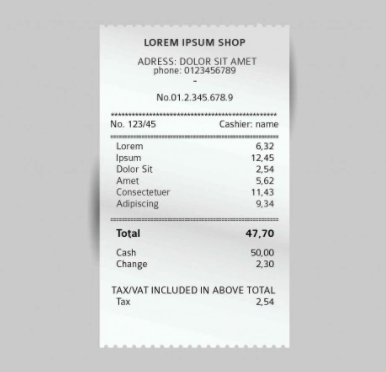 LOREM IPSUM SHOP
ADRESS: DOLOR SIT AMET
phone: 0123456789
-
No.01.2.345.678.9
No. 123/45 Cashier: name
Lorem 6,32
Ipsum 12,45
Dolor Sit 2,54
Amet 5,62
Consectetuer 11,43
Adipiscing 9,34
Total 47,70
Cash 50,00
Change 2,30
TAX/VAT INCLUDED IN ABOVE TOTAL
Tax 2,54